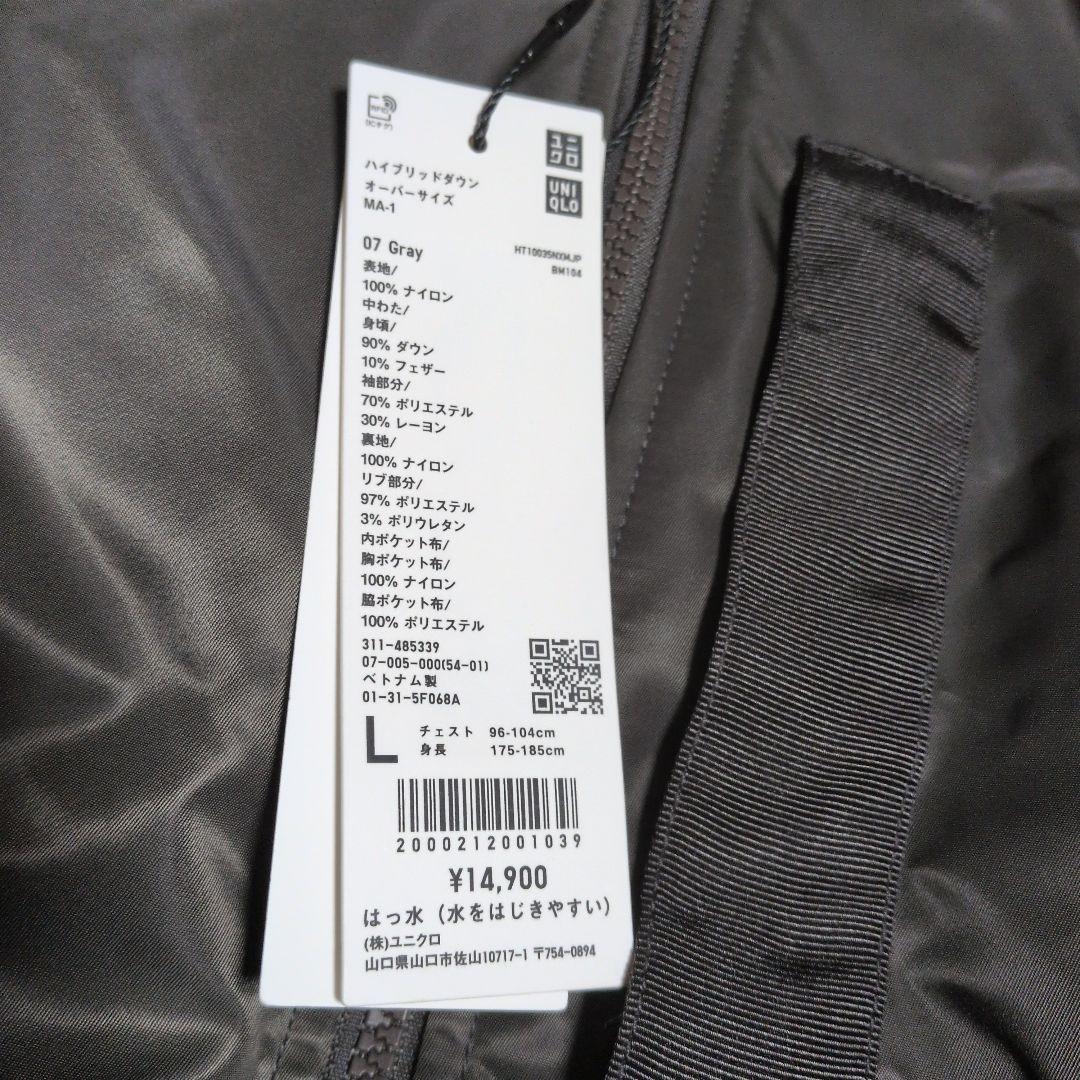 RFID
(ICタグ)
ユニ
クロ
UNI
QLO
ハイブリッドダウン
オーバーサイズ
MA-1
07 Gray
HT10035NXMJP
BM104
表地/
100% ナイロン
中わた/
身頃/
90% ダウン
10% フェザー
袖部分/
70% ポリエステル
30% レーヨン
裏地/
100% ナイロン
リブ部分/
97% ポリエステル
3% ポリウレタン
内ポケット布/
胸ポケット布/
100% ナイロン
脇ポケット布/
100% ポリエステル
311-485339
07-005-000(54-01)
ベトナム製
01-31-5F068A
L
チェスト 96-104cm
身長 175-185cm
2000212001039
¥14,900
はっ水（水をはじきやすい）
(株)ユニクロ
山口県山口市佐山10717-1 〒754-0894